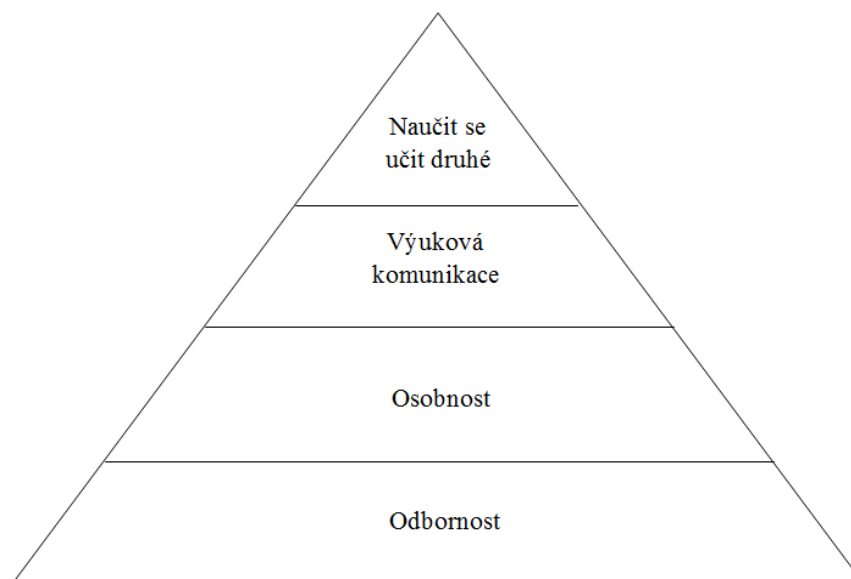 Naučit se
učit druhé
Výuková
komunikace
Osobnost
Odbornost